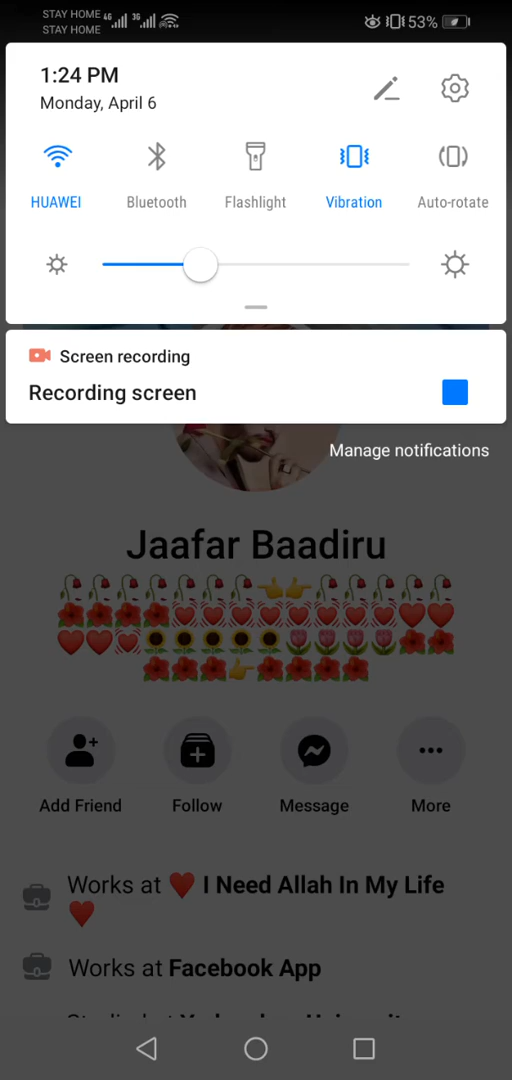 STAY HOME 4G 3G 53%
STAY HOME
1:24 PM
Monday, April 6
HUAWEI Bluetooth Flashlight Vibration Auto-rotate
Screen recording
Recording screen
Manage notifications
Jaafar Baadiru
🥀🥀🥀🥀🥀🥀🥀👉👉🥀🥀🥀🥀🥀
🌺🌺🌺🌺💓💓💓💓💓💓💓💓❤️❤️
❤️❤️💓🌻🌻🌻🌻🌻🌷🌷🌷🌷🌺🌺
🌺🌺🌺👉🌺🌺🌺🌺
Add Friend Follow Message More
Works at ❤️ I Need Allah In My Life
❤️
Works at Facebook App